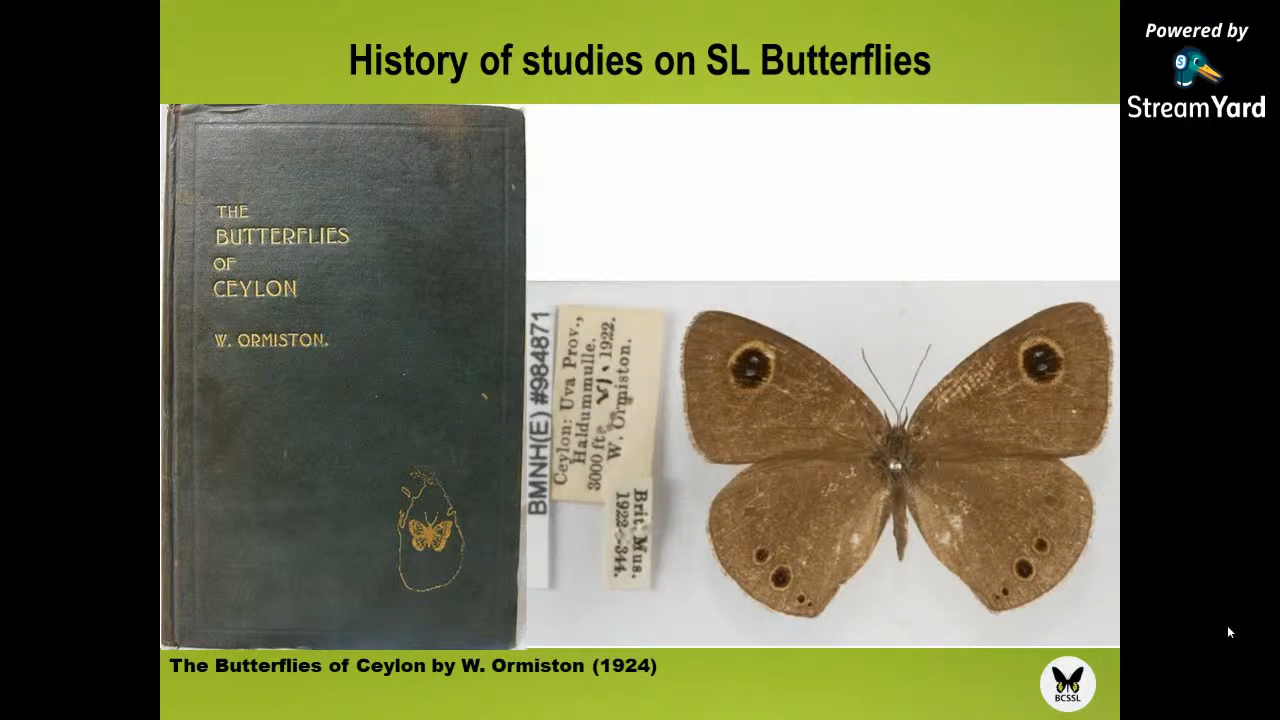 History of studies on SL Butterflies
Powered by
StreamYard
THE
BUTTERFLIES
OF
CEYLON
W. ORMISTON.
BMNH(E) #984871
Ceylon: Uva Prov.,
Haldummulle.
3000 ft. VI. 1922.
W. Ormiston.
Brit. Mus.
1922-344.
The Butterflies of Ceylon by W. Ormiston (1924)
BCSSL